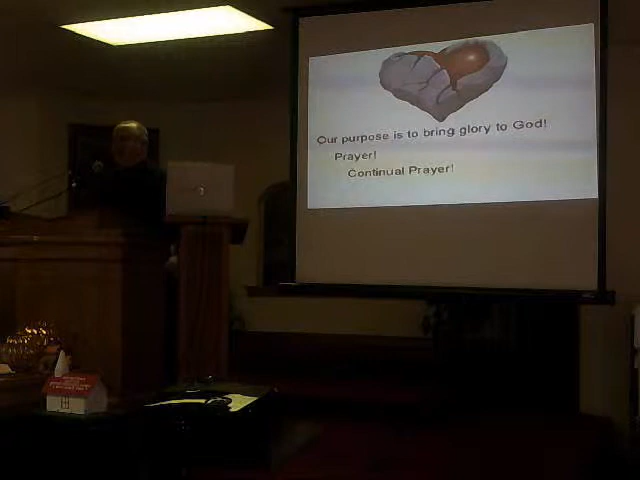 Our purpose is to bring glory to God!
Prayer!
Continual Prayer!